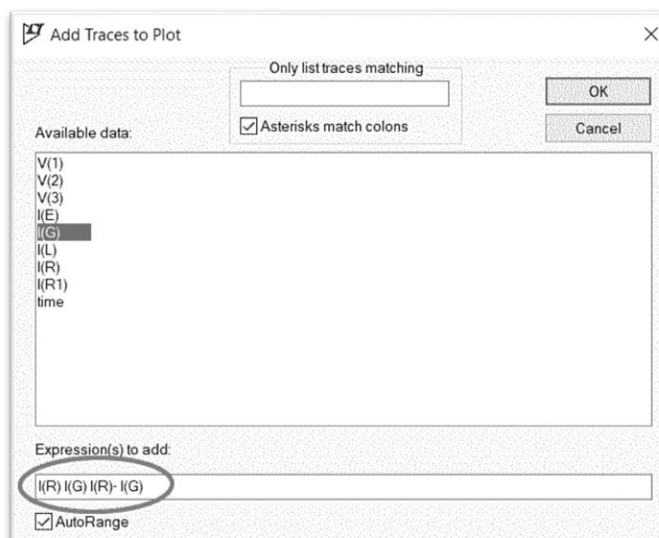 Add Traces to Plot
Only list traces matching
OK
Asterisks match colons
Cancel
Available data:
V(1)
V(2)
V(3)
I(E)
I(G)
I(L)
I(R)
I(R1)
time
Expression(s) to add:
I(R) I(G) I(R)- I(G)
AutoRange